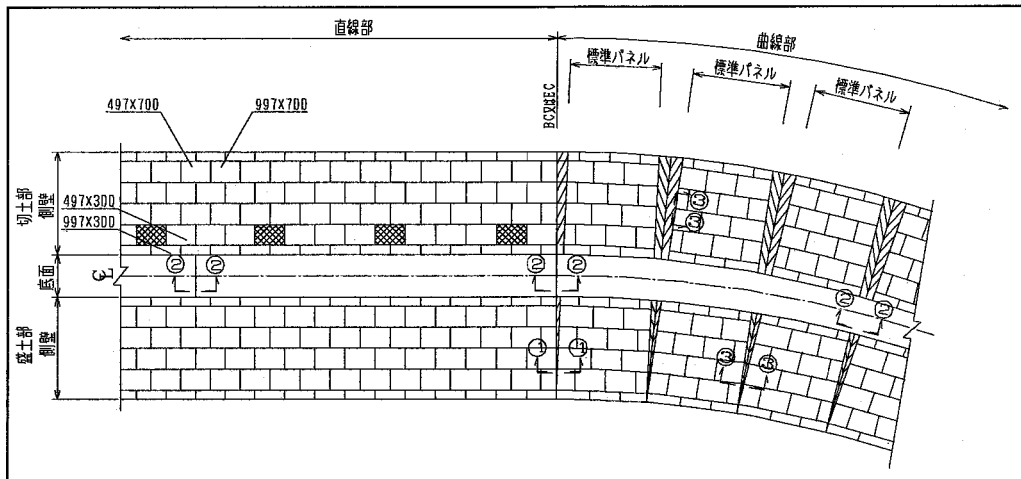 直線部
曲線部
標準パネル
標準パネル
標準パネル
BC又はEC
497X700
997X700
切土部
側壁
497X300
997X300
底面
℄
② ②
② ②
③
③
② ②
盛土部
側壁
① ①
③ ③